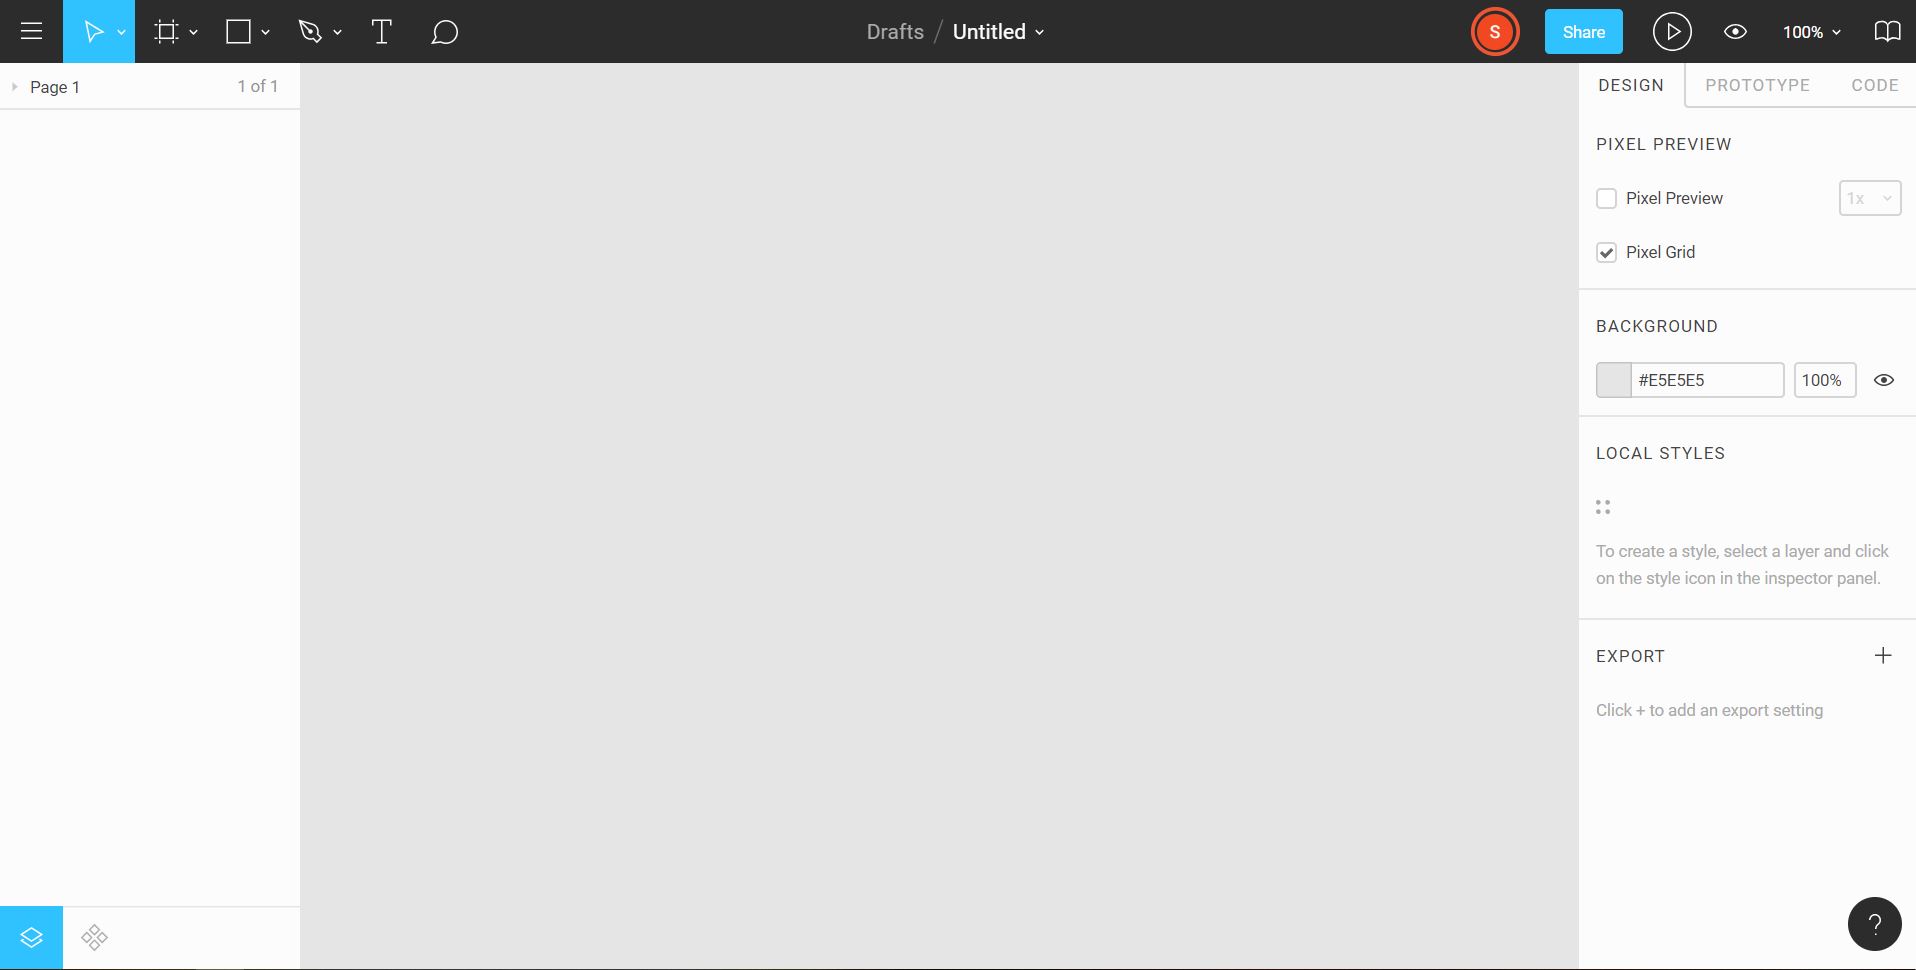 Drafts / Untitled
S
Share
100%
Page 1
1 of 1
DESIGN
PROTOTYPE
CODE
PIXEL PREVIEW
Pixel Preview
1x
Pixel Grid
BACKGROUND
#E5E5E5
100%
LOCAL STYLES
To create a style, select a layer and click
on the style icon in the inspector panel.
EXPORT
Click + to add an export setting
?